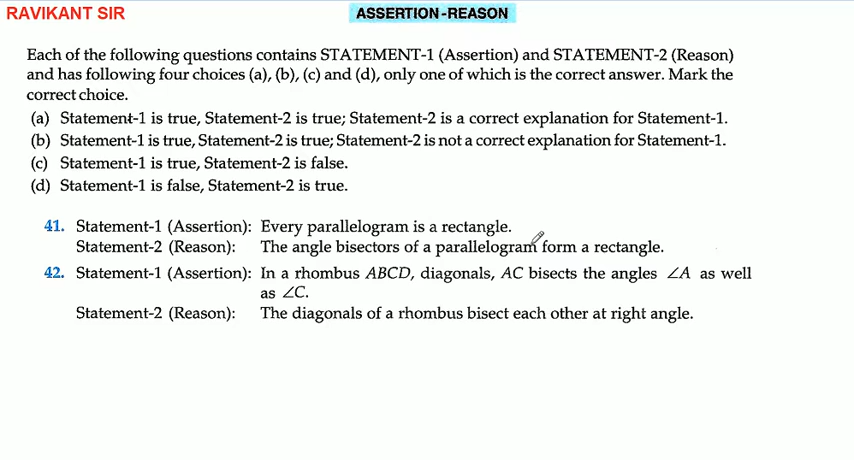 RAVIKANT SIR
ASSERTION-REASON
Each of the following questions contains STATEMENT-1 (Assertion) and STATEMENT-2 (Reason)
and has following four choices (a), (b), (c) and (d), only one of which is the correct answer. Mark the
correct choice.
(a) Statement-1 is true, Statement-2 is true; Statement-2 is a correct explanation for Statement-1.
(b) Statement-1 is true, Statement-2 is true; Statement-2 is not a correct explanation for Statement-1.
(c) Statement-1 is true, Statement-2 is false.
(d) Statement-1 is false, Statement-2 is true.
41. Statement-1 (Assertion): Every parallelogram is a rectangle.
Statement-2 (Reason): The angle bisectors of a parallelogram form a rectangle.
42. Statement-1 (Assertion): In a rhombus ABCD, diagonals, AC bisects the angles ∠A as well
as ∠C.
Statement-2 (Reason): The diagonals of a rhombus bisect each other at right angle.